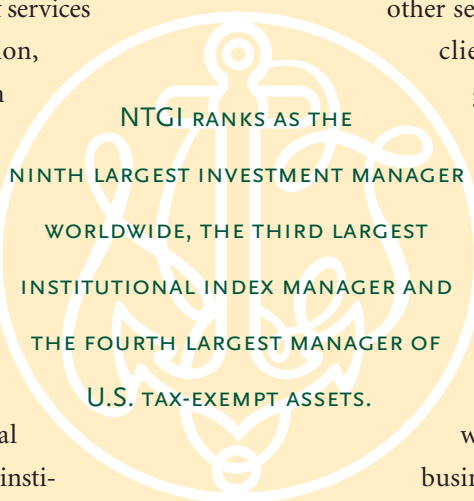 services
other se
ion,
clie
NTGI RANKS AS THE
NINTH LARGEST INVESTMENT MANAGER
WORLDWIDE, THE THIRD LARGEST
INSTITUTIONAL INDEX MANAGER AND
THE FOURTH LARGEST MANAGER OF
U.S. TAX-EXEMPT ASSETS.
al
w
insti-
busin